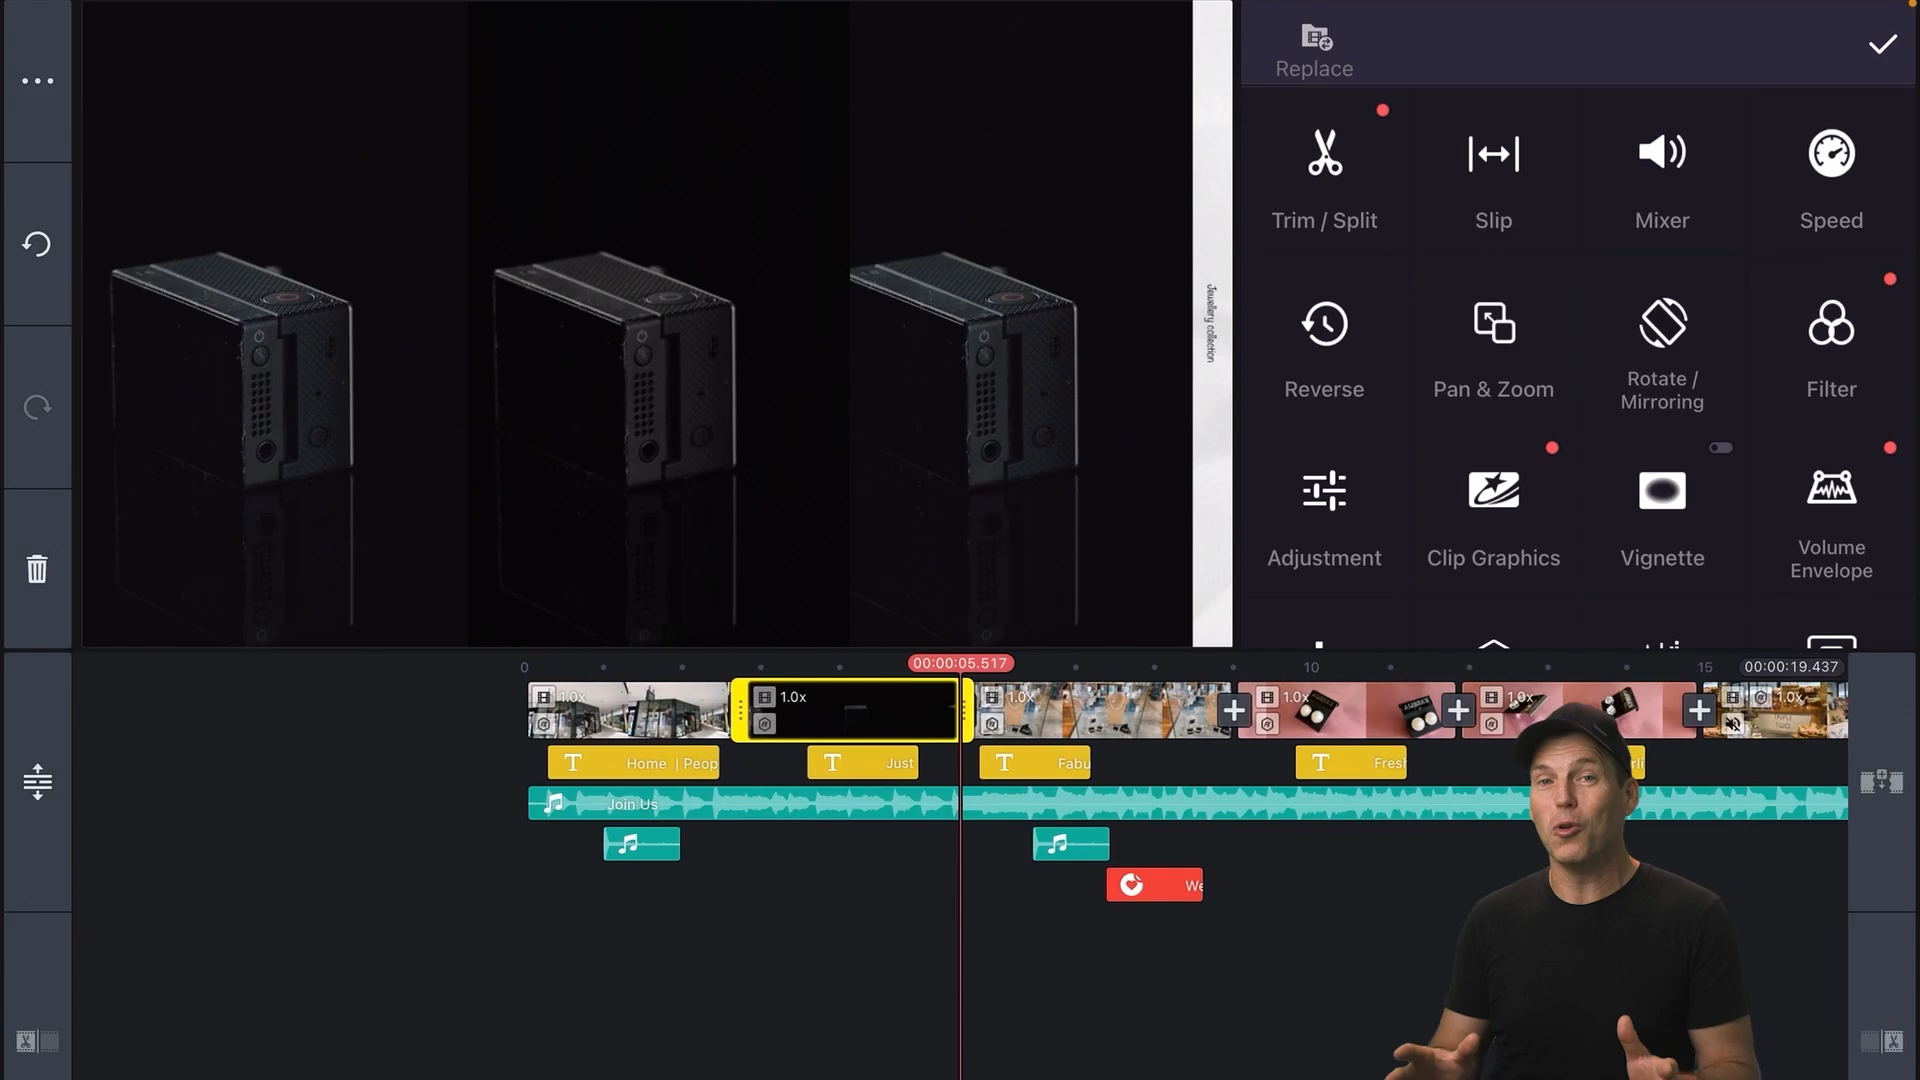 Replace
Trim / Split
Slip
Mixer
Speed
Reverse
Pan & Zoom
Rotate /
Mirroring
Filter
Adjustment
Clip Graphics
Vignette
Volume
Envelope
Jewellery collection
0
00:00:05.517
10
15
00:00:19.437
1.0x
1.0x
1.0x
1.0x
1.0x
1.0x
T Home | Peop
T Just
T Fabu
T Fresh
rli
Join Us
We